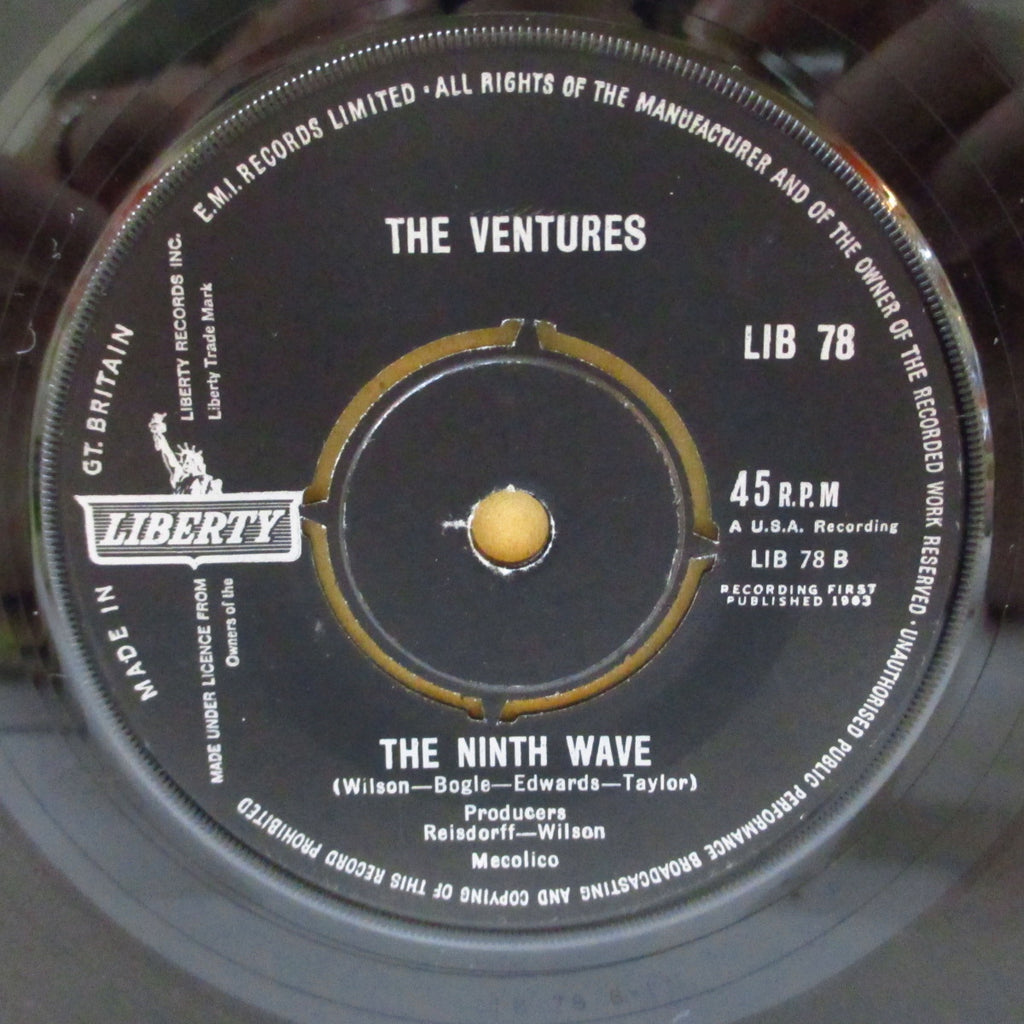 E.M.I. RECORDS LIMITED · ALL RIGHTS OF THE MANUFACTURER AND OF THE OWNER OF THE RECORDED WORK RESERVED · UNAUTHORISED PUBLIC PERFORMANCE BROADCASTING AND COPYING OF THIS RECORD PROHIBITED
MADE IN GT. BRITAIN
LIBERTY RECORDS INC.
Liberty Trade Mark
LIBERTY
MADE UNDER LICENCE FROM
Owners of the
THE VENTURES
LIB 78
45 R.P.M
A U.S.A. Recording
LIB 78 B
RECORDING FIRST
PUBLISHED 1963
THE NINTH WAVE
(Wilson—Bogle—Edwards—Taylor)
Producers
Reisdorff—Wilson
Mecolico